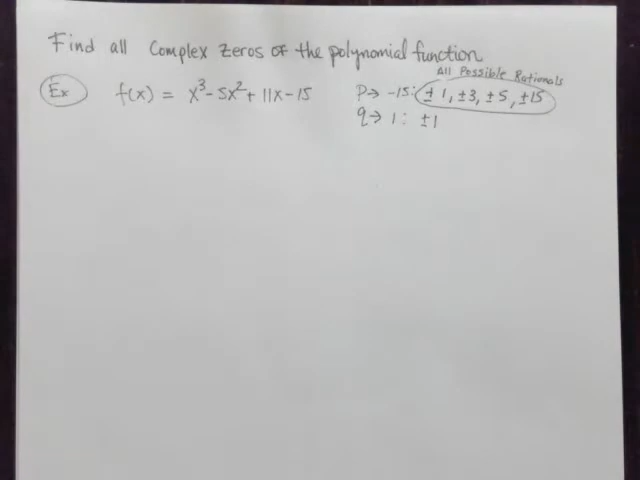 Find all Complex Zeros of the polynomial function
All Possible Rationals
Ex f(x) = x³ - 5x² + 11x - 15 P → -15: ± 1, ±3, ± 5, ±15
q → 1: ±1